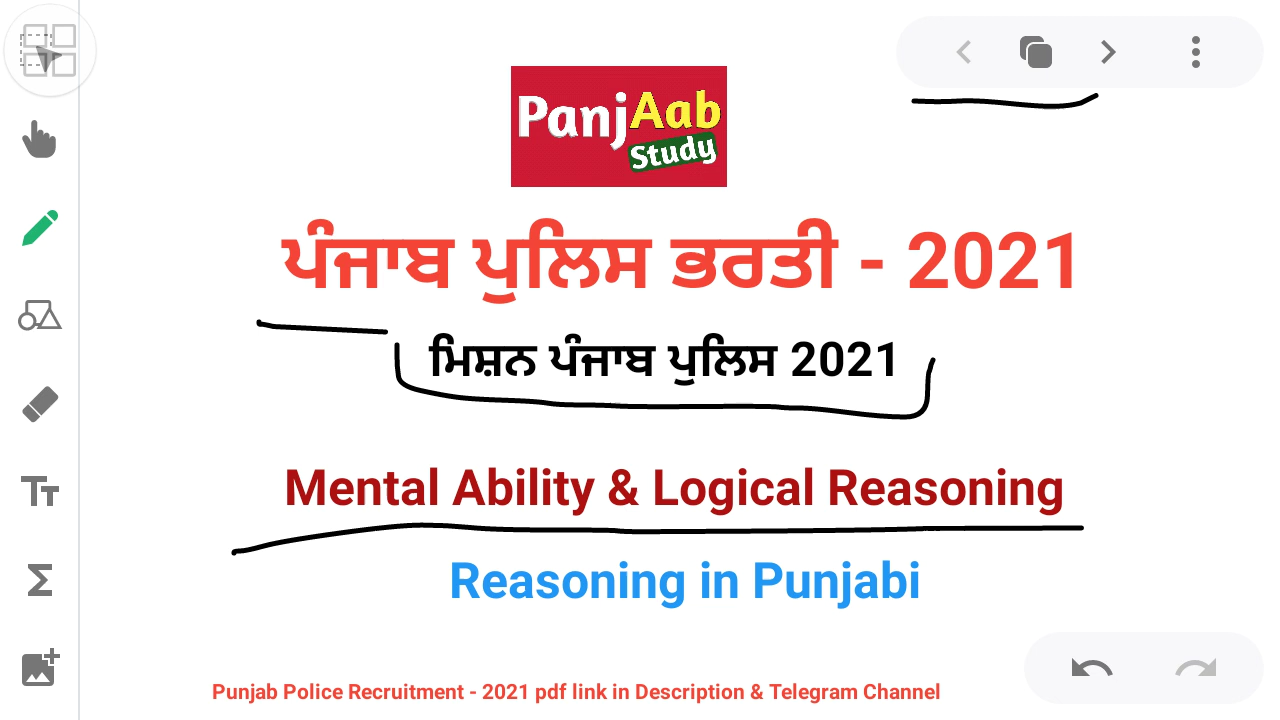 PanjAab
Study
ਪੰਜਾਬ ਪੁਲਿਸ ਭਰਤੀ - 2021
ਮਿਸ਼ਨ ਪੰਜਾਬ ਪੁਲਿਸ 2021
Mental Ability & Logical Reasoning
Reasoning in Punjabi
Punjab Police Recruitment - 2021 pdf link in Description & Telegram Channel